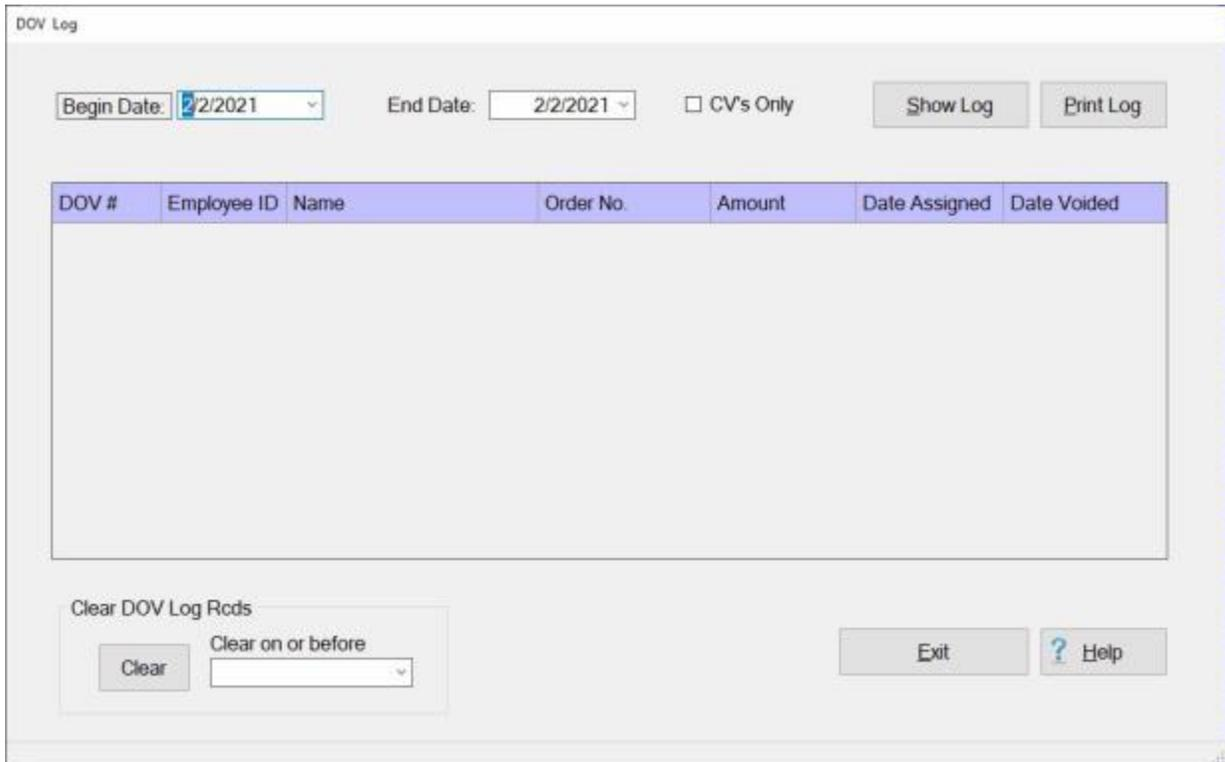 DOV Log
Begin Date: 2/2/2021 End Date: 2/2/2021 CV's Only Show Log Print Log
DOV # Employee ID Name Order No. Amount Date Assigned Date Voided
Clear DOV Log Rcds
Clear on or before
Clear Exit ? Help